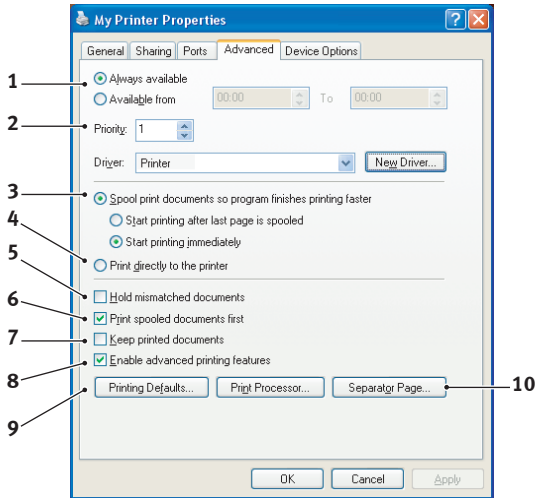 My Printer Properties
General Sharing Ports Advanced Device Options
1 Always available
Available from 00:00 To 00:00
2 Priority: 1
Driver: Printer New Driver...
3 Spool print documents so program finishes printing faster
4 Start printing after last page is spooled
5 Start printing immediately
Print directly to the printer
6 Hold mismatched documents
Print spooled documents first
7 Keep printed documents
8 Enable advanced printing features
9 Printing Defaults... Print Processor... Separator Page... 10
OK Cancel Apply